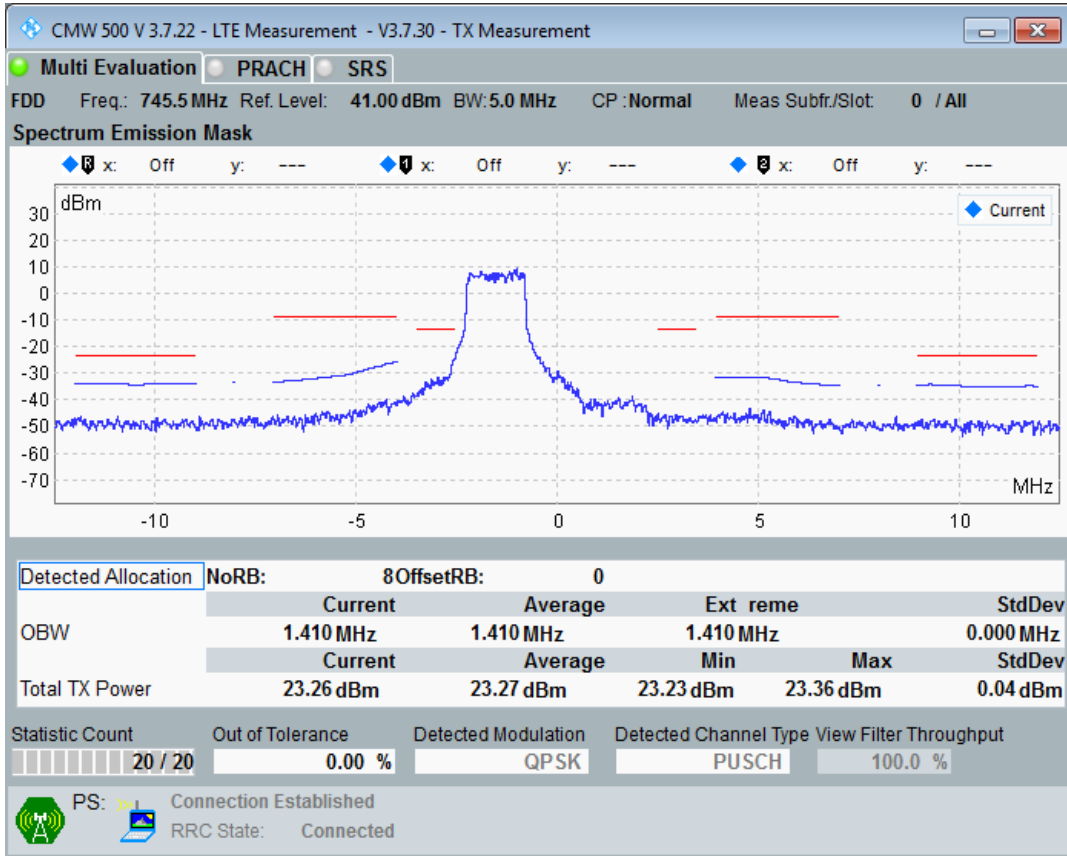 CMW 500 V 3.7.22 - LTE Measurement - V3.7.30 - TX Measurement
Multi Evaluation PRACH SRS
FDD Freq.: 745.5 MHz Ref. Level: 41.00 dBm BW: 5.0 MHz CP : Normal Meas Subfr./Slot: 0 / All
Spectrum Emission Mask
R x: Off y: --- 1 x: Off y: --- 2 x: Off y: ---
dBm
Current
30
20
10
0
-10
-20
-30
-40
-50
-60
-70
MHz
-10 -5 0 5 10
Detected Allocation NoRB: 8 OffsetRB: 0
Current Average Ext reme StdDev
OBW 1.410 MHz 1.410 MHz 1.410 MHz 0.000 MHz
Current Average Min Max StdDev
Total TX Power 23.26 dBm 23.27 dBm 23.23 dBm 23.36 dBm 0.04 dBm
Statistic Count Out of Tolerance Detected Modulation Detected Channel Type View Filter Throughput
20 / 20 0.00 % QPSK PUSCH 100.0 %
PS: Connection Established
RRC State: Connected